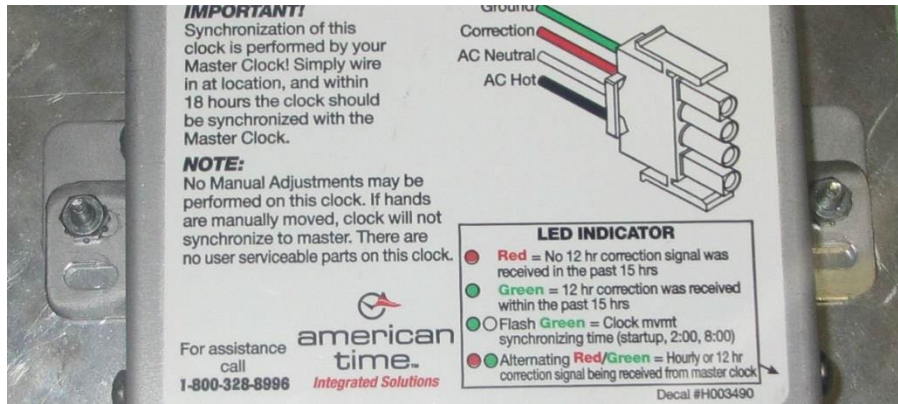 IMPORTANT!
Synchronization of this
clock is performed by your
Master Clock! Simply wire
in at location, and within
18 hours the clock should
be synchronized with the
Master Clock.
NOTE:
No Manual Adjustments may be
performed on this clock. If hands
are manually moved, clock will not
synchronize to master. There are
no user serviceable parts on this clock.
For assistance
call
1-800-328-8996
american
time™
Integrated Solutions
Ground
Correction
AC Neutral
AC Hot
LED INDICATOR
Red = No 12 hr correction signal was
received in the past 15 hrs
Green = 12 hr correction was received
within the past 15 hrs
Flash Green = Clock mvmt
synchronizing time (startup, 2:00, 8:00)
Alternating Red/Green = Hourly or 12 hr
correction signal being received from master clock
Decal #H003490